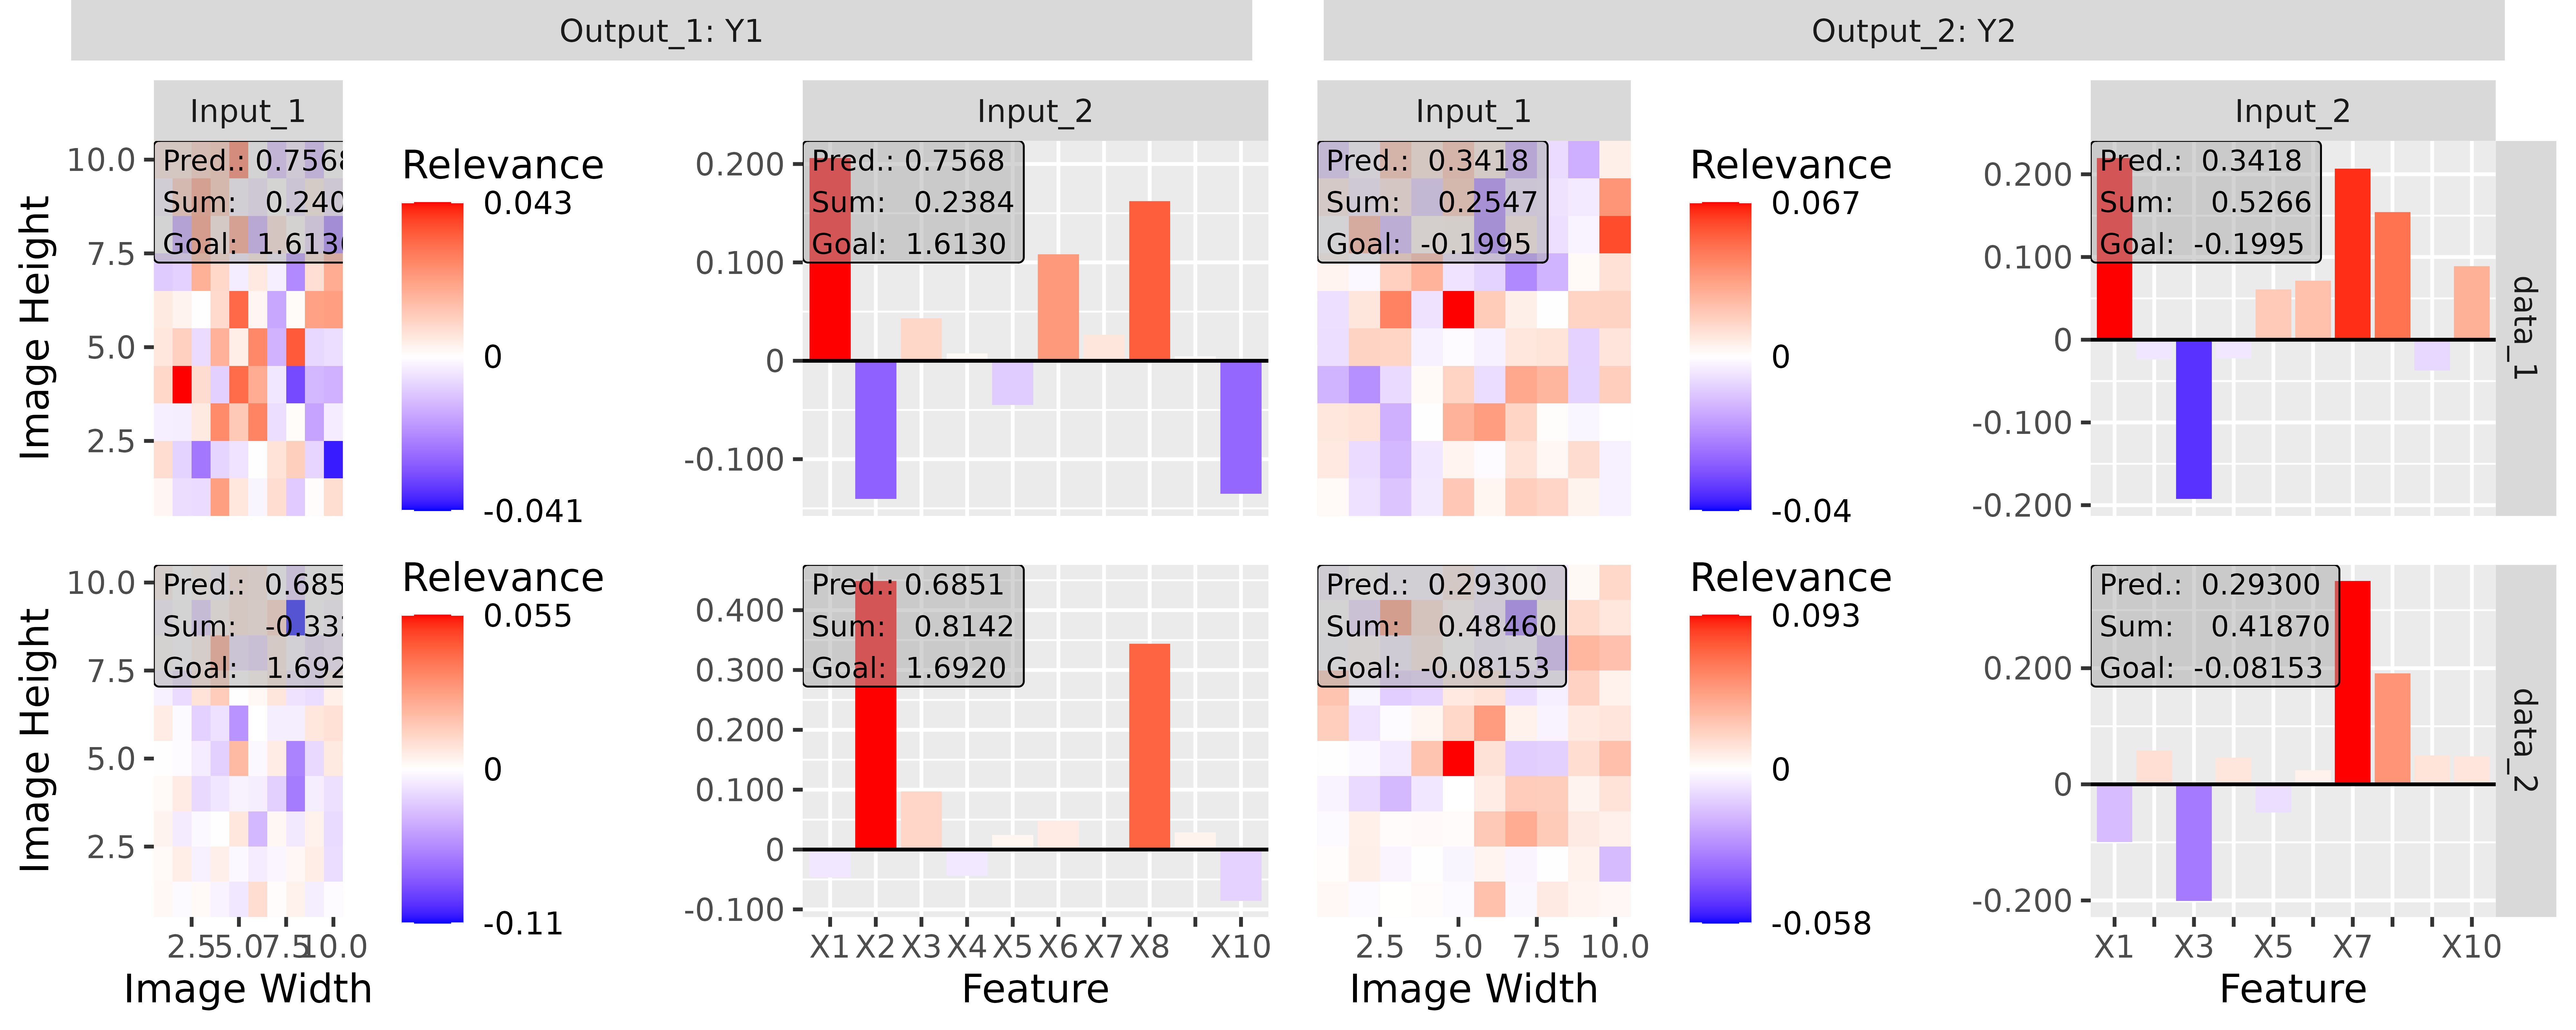 Output_1: Y1
Output_2: Y2
Input_1
Input_2
Input_1
Input_2
Image Height
10.0
7.5
5.0
2.5
Pred.: 0.7568
Sum: 0.240
Goal: 1.6130
Relevance
0.043
0
-0.041
0.200
0.100
0
-0.100
Pred.: 0.7568
Sum: 0.2384
Goal: 1.6130
Pred.: 0.3418
Sum: 0.2547
Goal: -0.1995
Relevance
0.067
0
-0.04
0.200
0.100
0
-0.100
-0.200
Pred.: 0.3418
Sum: 0.5266
Goal: -0.1995
data_1
Image Height
10.0
7.5
5.0
2.5
Pred.: 0.685
Sum: -0.33
Goal: 1.692
Relevance
0.055
0
-0.11
0.400
0.300
0.200
0.100
0
-0.100
Pred.: 0.6851
Sum: 0.8142
Goal: 1.6920
Pred.: 0.29300
Sum: 0.48460
Goal: -0.08153
Relevance
0.093
0
-0.058
0.200
0
-0.200
Pred.: 0.29300
Sum: 0.41870
Goal: -0.08153
data_2
2.5 5.0 7.5 10.0
X1 X2 X3 X4 X5 X6 X7 X8 X10
2.5 5.0 7.5 10.0
X1 X3 X5 X7 X10
Image Width
Feature
Image Width
Feature